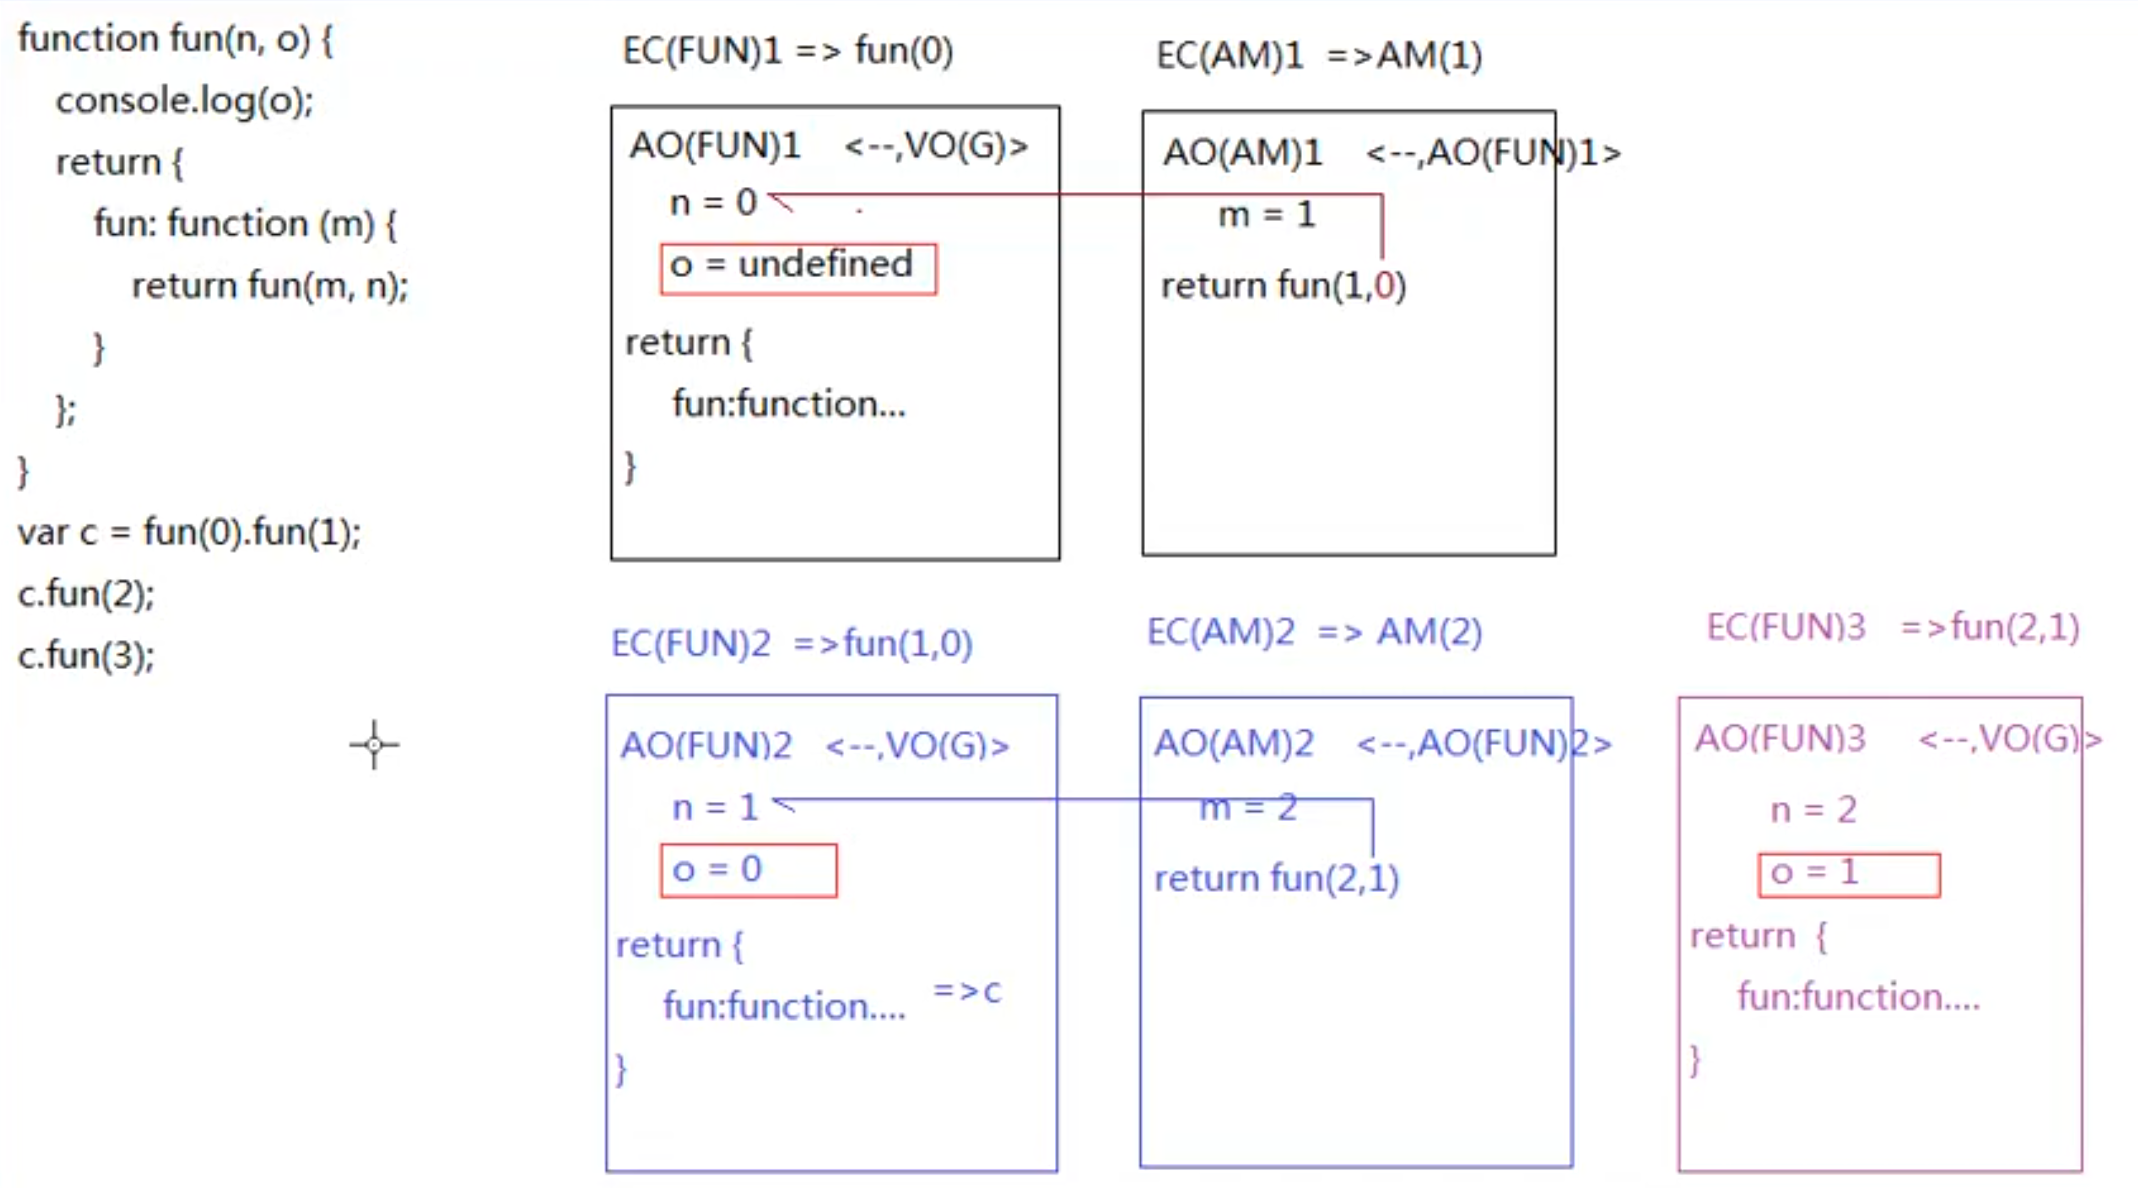 function fun(n, o) {
console.log(o);
return {
fun: function (m) {
return fun(m, n);
}
};
}
var c = fun(0).fun(1);
c.fun(2);
c.fun(3);
EC(FUN)1 => fun(0)
AO(FUN)1 <--,VO(G)>
n = 0
o = undefined
return {
fun:function...
}
EC(AM)1 =>AM(1)
AO(AM)1 <--,AO(FUN)1>
m = 1
return fun(1,0)
EC(FUN)2 =>fun(1,0)
AO(FUN)2 <--,VO(G)>
n = 1
o = 0
return {
fun:function.... =>c
}
EC(AM)2 => AM(2)
AO(AM)2 <--,AO(FUN)2>
m = 2
return fun(2,1)
EC(FUN)3 =>fun(2,1)
AO(FUN)3 <--,VO(G)>
n = 2
o = 1
return {
fun:function....
}